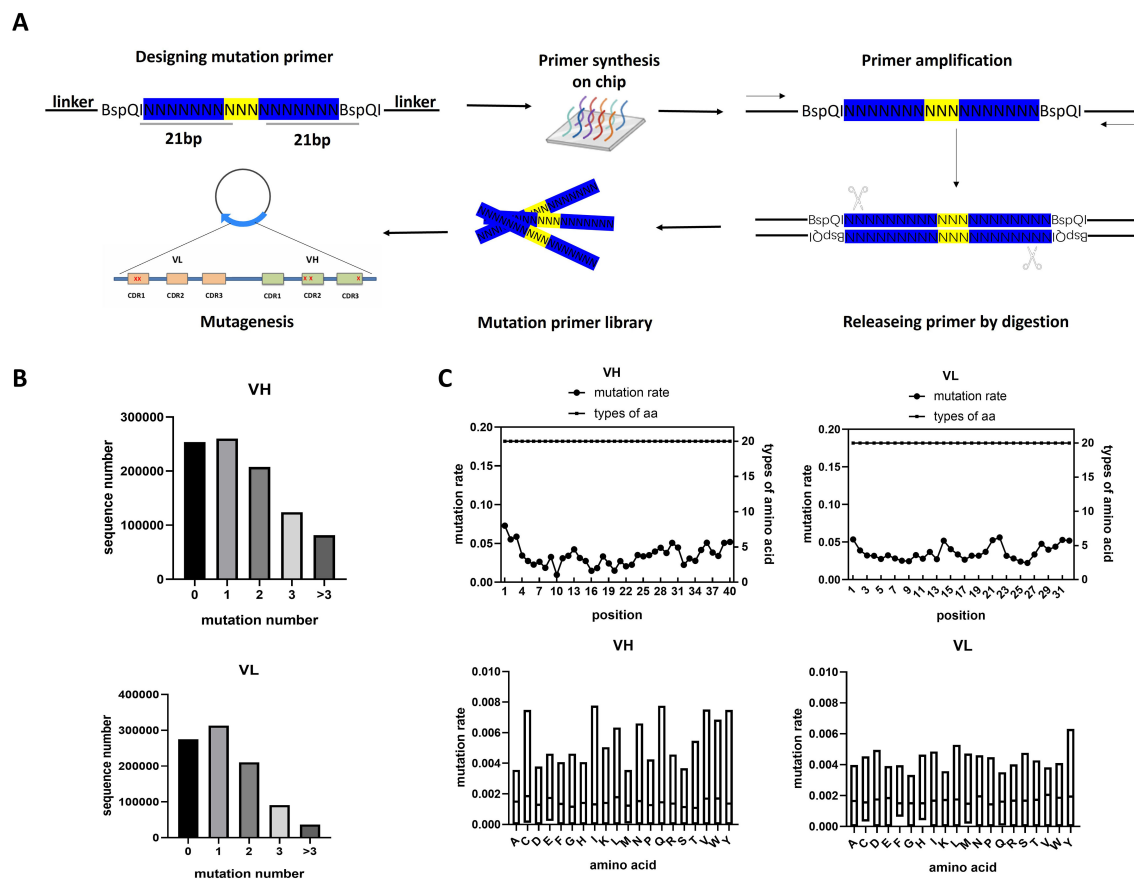 A
Designing mutation primer
Primer synthesis
on chip
Primer amplification
linker
BspQI
NNNNNNN
NNN
NNNNNNN
BspQI
linker
21bp
21bp
BspQI
NNNNNNN
NNN
NNNNNNN
BspQI
BspQI
BspQI
BspQI
BspQI
VL
VH
xx
xx
x
CDR1
CDR2
CDR3
CDR1
CDR2
CDR3
Mutagenesis
Mutation primer library
Releaseing primer by digestion
B
VH
300000
200000
100000
0
sequence number
0 1 2 3 >3
mutation number
VL
400000
300000
200000
100000
0
sequence number
0 1 2 3 >3
mutation number
C
VH
mutation rate
types of aa
0.20
0.15
0.10
0.05
0.00
mutation rate
20
15
10
5
0
types of amino acid
1 4 7 10 13 16 19 22 25 28 31 34 37 40
position
VL
mutation rate
types of aa
0.20
0.15
0.10
0.05
0.00
mutation rate
20
15
10
5
0
types of amino acid
1 3 5 7 9 11 13 15 17 19 21 23 25 27 29 31
position
VH
0.010
0.008
0.006
0.004
0.002
0.000
mutation rate
A C D E F G H I K L M N P Q R S T V W Y
amino acid
VL
0.010
0.008
0.006
0.004
0.002
0.000
mutation rate
A C D E F G H I K L M N P Q R S T V W Y
amino acid